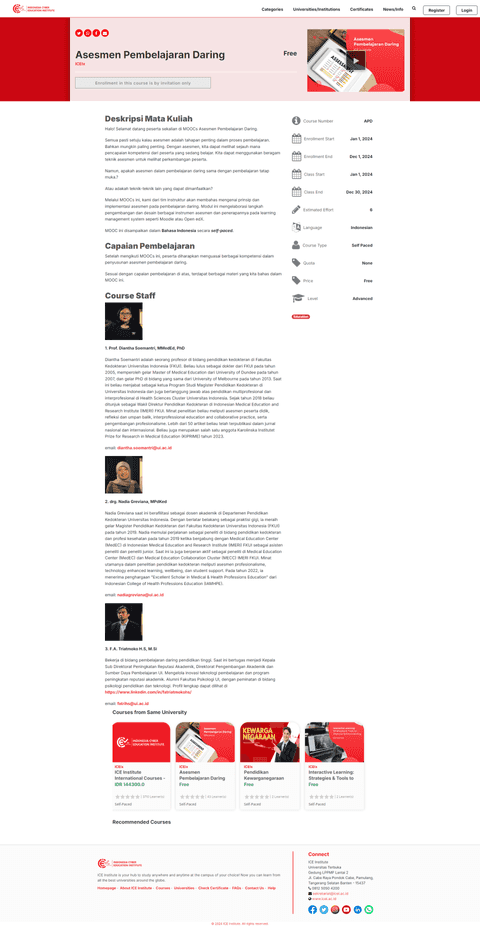 INDONESIA CYBER
EDUCATION INSTITUTE
Categories
Universities/Institutions
Certificates
News/Info
Register
Login
Asesmen Pembelajaran Daring
Free
ICEIn
Enrollment in this course is by invitation only
Asesmen
Pembelajaran Daring
Deskripsi Mata Kuliah
Halo! Selamat datang peserta sekalian di MOOCs Asesmen Pembelajaran Daring.
Semua pasti setuju kalau asesmen adalah tahapan penting dalam proses pembelajaran.
Bahkan mungkin paling penting. Dengan asesmen, kita dapat melihat sejauh mana
pencapaian kompetensi dari peserta yang sedang belajar. Kita dapat menggunakan beragam
teknik asesmen untuk melihat perkembangan peserta.
Namun, apakah asesmen dalam pembelajaran daring sama dengan pembelajaran tatap
muka?
Atau adakah teknik-teknik lain yang dapat dimanfaatkan?
Melalui MOOCs ini, kami dari tim instruktur akan membahas mengenai prinsip dan
implementasi asesmen pada pembelajaran daring. Modul ini mengelaborasi langkah
pengembangan dan desain berbagai instrumen asesmen dan penerapannya pada learning
management system seperti Moodle atau Open edX.
MOOC ini disampaikan dalam Bahasa Indonesia secara self paced
Capaian Pembelajaran
Setelah mengikuti MOOCs ini, peserta diharapkan menguasai berbagai kompetensi dalam
penyusunan asesmen pembelajaran daring.
Sesuai dengan capaian pembelajaran di atas, terdapat berbagai materi yang kita bahas dalam
MOOC ini.
Course Number
APD
Enrollment Start
Jan 1, 2024
Enrollment End
Dec 1, 2024
Class Start
Jan 1, 2024
Class End
Dec 30, 2024
Estimated Effort
6
Language
Indonesian
Course Type
Self Paced
Quota
None
Price
Free
Level
Advanced
Education
Course Staff
1. Prof. Diantha Soemantri, MMedEd, PhD
Diantha Soemantri adalah seorang profesor di bidang pendidikan kedokteran di Fakultas
Kedokteran Universitas Indonesia (FKUI). Beliau lulus sebagai dokter dari FKUI pada tahun
2005, memperoleh gelar Master of Medical Education dari University of Dundee pada tahun
2007, dan gelar PhD di bidang yang sama dari University of Melbourne pada tahun 2013. Saat
ini beliau menjabat sebagai Ketua Program Studi Magister Pendidikan Kedokteran di
Universitas Indonesia dan juga bertanggung jawab atas pendidikan multiprofesional dan
interprofesional di Health Sciences Cluster Universitas Indonesia. Sejak tahun 2018 beliau
ditunjuk sebagai Wakil Direktur Pendidikan Kedokteran di Indonesian Medical Education and
Research Institute (IMERI) FKUI. Minat penelitian beliau meliputi asesmen peserta didik,
refleksi dan umpan balik, interprofessional education and collaborative practice, serta
pengembangan profesionalisme. Lebih dari 50 artikel beliau telah terpublikasi dalam jurnal
nasional dan internasional. Beliau juga merupakan salah satu anggota Karolinska Institutet
Prize for Research in Medical Education (KIPRIME) tahun 2022.
email: diantha.soemantri@ui.ac.id
2. drg. Nadia Greviana, MPdKed
Nadia Greviana saat ini berafiliasi sebagai dosen akademik di Departemen Pendidikan
Kedokteran Universitas Indonesia. Dengan berlatar belakang sebagai praktisi gigi, ia meraih
gelar Magister Pendidikan Kedokteran dari Fakultas Kedokteran Universitas Indonesia (FKUI)
pada tahun 2019. Nadia memulai perjalanan sebagai peneliti di bidang pendidikan kedokteran
dan profesi kesehatan pada tahun 2016 ketika bergabung dengan Medical Education Center
(MedEC) di Indonesian Medical Education and Research Institute (IMERI) FKUI sebagai asisten
peneliti dan peneliti junior. Saat ini ia juga berperan aktif sebagai peneliti di Medical Education
Center (MedEC) dan Medical Education Collaboration Cluster (MECC) IMERI FKUI. Minat
utamanya dalam penelitian pendidikan kedokteran meliputi asesmen profesionalisme,
technology enhanced learning, wellbeing, dan student support. Pada tahun 2022, ia
menerima penghargaan "Excellent Scholar in Medical & Health Professions Education" dari
Indonesian College of Health Professions Education (IAMHPE).
email: nadiagreviana@ui.ac.id
3. F.A. Triatmoko H.S, M.Si
Bekerja di bidang pembelajaran daring pendidikan tinggi. Saat ini bertugas menjadi Kepala
Sub Direktorat Peningkatan Reputasi Akademik, Direktorat Pengembangan Akademik dan
Sumber Daya Pembelajaran UI. Mengelola inovasi teknologi pembelajaran dan program
peningkatan reputasi akademik. Alumni Fakultas Psikologi UI, dengan peminatan di bidang
psikologi pendidikan dan teknologi. Profil lengkap dapat dilihat di
https://www.linkedin.com/in/fatriatmokohs/
email: fatriko@ui.ac.id
Courses from Same University
INDONESIA CYBER
EDUCATION INSTITUTE
Asesmen
Pembelajaran Daring
KEWARGA
NEGARAAN
ICEIn
ICE Institute
International Courses -
IDR 144300.0
Self Paced
ICEIn
Asesmen
Pembelajaran Daring
Free
Self Paced
ICEIn
Pendidikan
Kewarganegaraan
Free
Self Paced
ICEIn
Interactive Learning:
Strategies & Tools to
Free
Self Paced
Recommended Courses
INDONESIA CYBER
EDUCATION INSTITUTE
ICE Institute is your hub to study anywhere and anytime at the campus of your choice! Now you can learn from
all the best universities around the globe.
Homepage - About ICE Institute - Courses - Universities - Check Certificate - FAQs - Contact Us - Help
Connect
ICE Institute
Universitas Terbuka
Gedung LPPMP Lantai 2
Jl. Cabe Raya Pondok Cabe, Pamulang,
Tangerang Selatan Banten - 15437
© 2024 ICE Institute. All rights reserved.